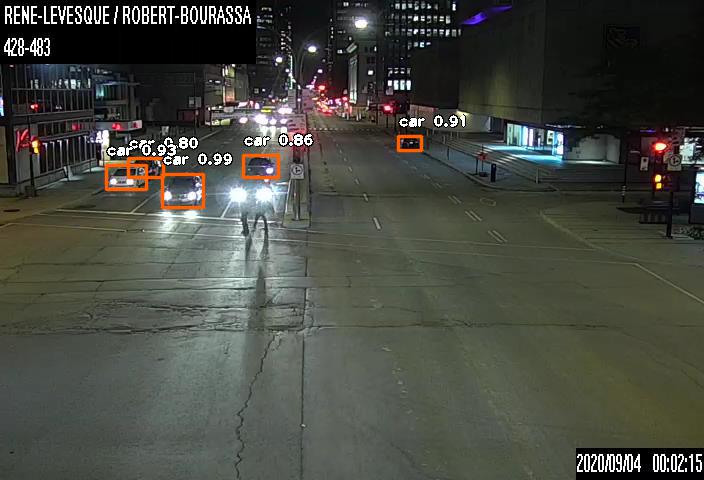 RENE-LEVESQUE / ROBERT-BOURASSA
428-483
car 0.91
car 0.86
car 0.80
car 0.93
car 0.99
2020/09/04 00:02:15